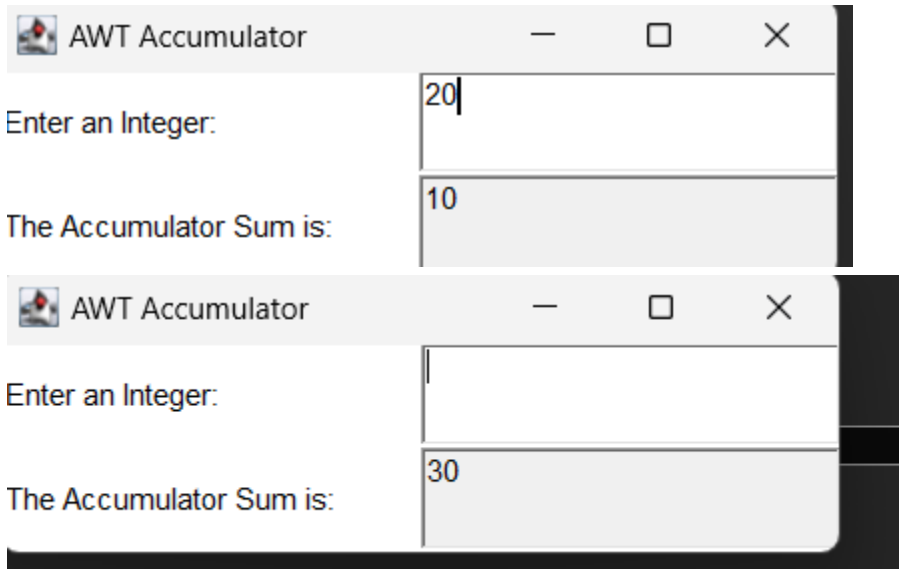 AWT Accumulator
Enter an Integer:
20
The Accumulator Sum is:
10
AWT Accumulator
Enter an Integer:
The Accumulator Sum is:
30